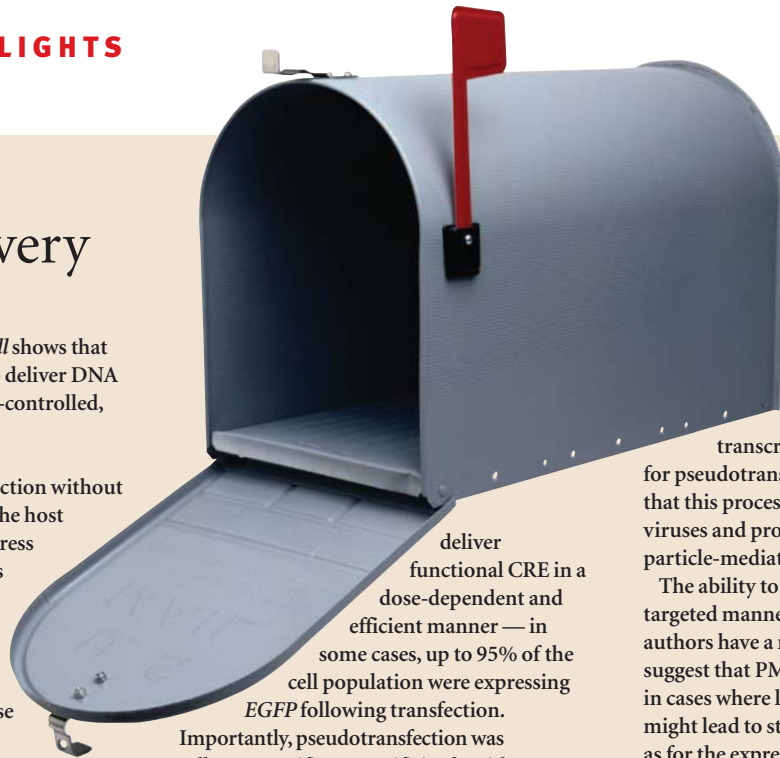 LIGHTS
very
ll shows that
deliver DNA
-controlled,
ction without
he host
ress
s
se
deliver
functional CRE in a
dose-dependent and
efficient manner — in
some cases, up to 95% of the
cell population were expressing
EGFP following transfection.
Importantly, pseudotransfection was
transcr
for pseudotrans
that this proces
viruses and pro
particle-mediat
The ability to
targeted manne
authors have a
suggest that PM
in cases where l
might lead to st
as for the expre